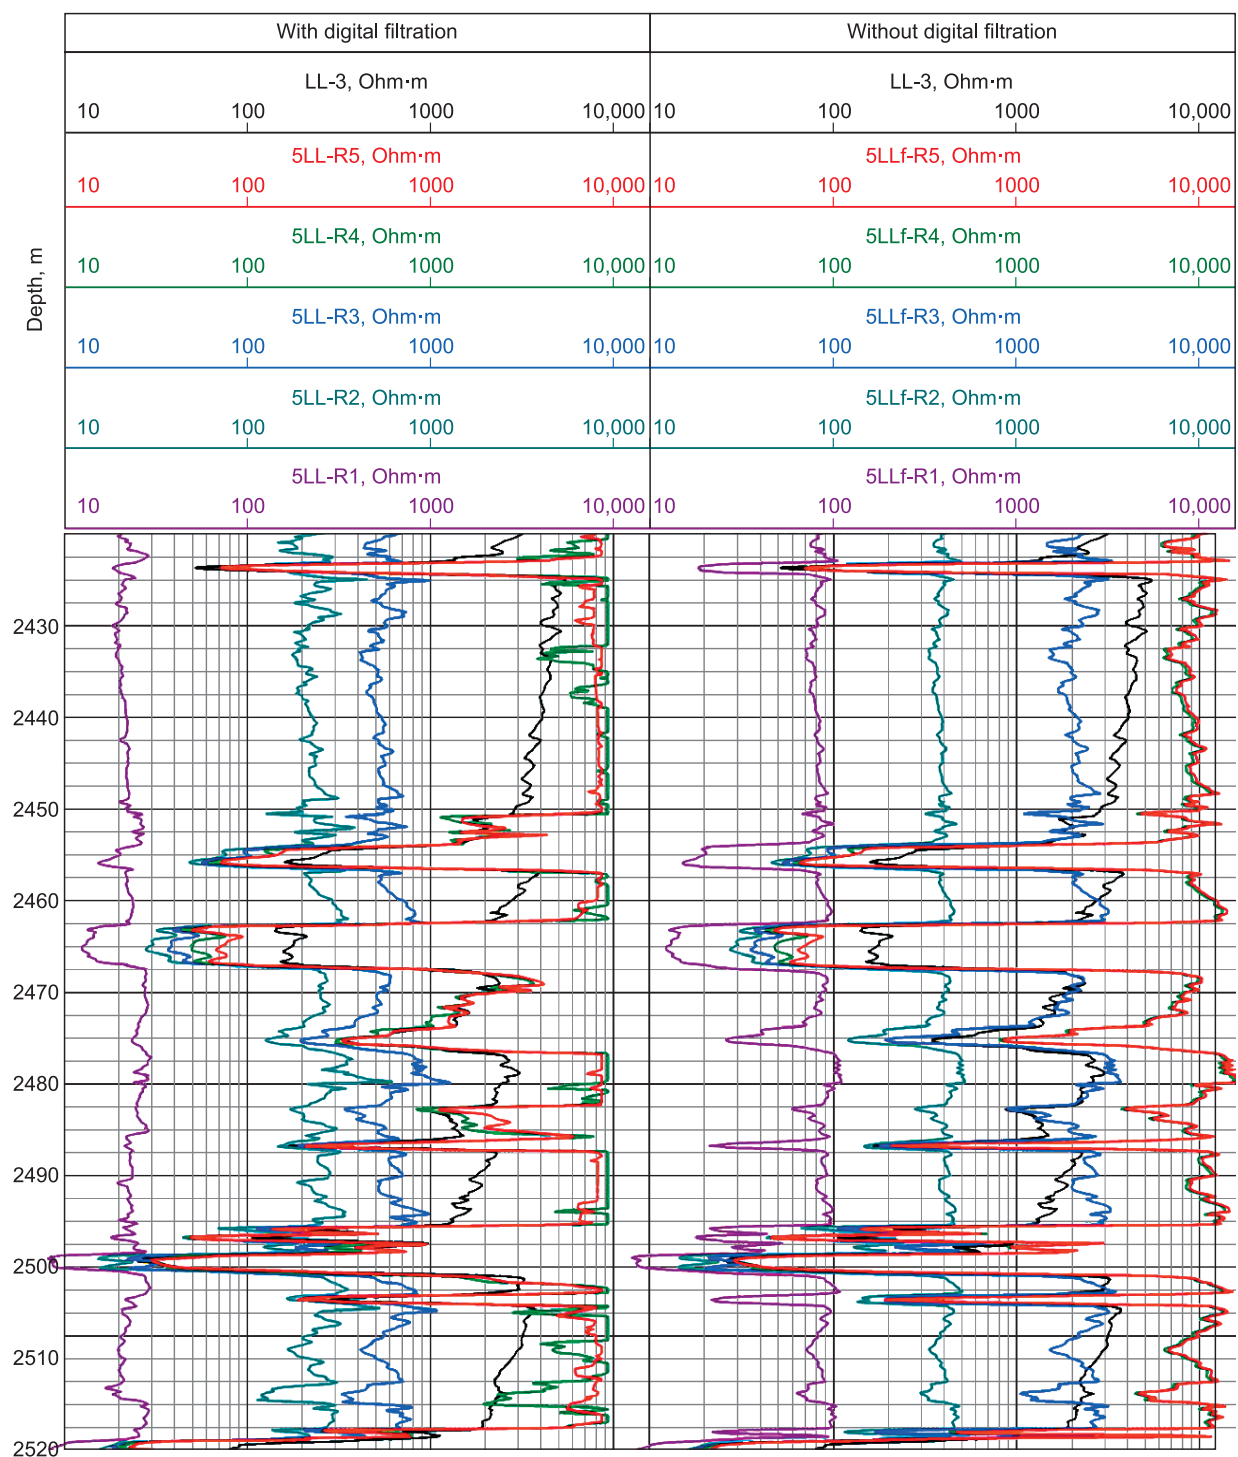 With digital filtration Without digital filtration
LL-3, Ohm·m LL-3, Ohm·m
10 100 1000 10,000 10 100 1000 10,000
5LL-R5, Ohm·m 5LLf-R5, Ohm·m
10 100 1000 10,000 10 100 1000 10,000
5LL-R4, Ohm·m 5LLf-R4, Ohm·m
10 100 1000 10,000 10 100 1000 10,000
5LL-R3, Ohm·m 5LLf-R3, Ohm·m
10 100 1000 10,000 10 100 1000 10,000
5LL-R2, Ohm·m 5LLf-R2, Ohm·m
10 100 1000 10,000 10 100 1000 10,000
5LL-R1, Ohm·m 5LLf-R1, Ohm·m
10 100 1000 10,000 10 100 1000 10,000
Depth, m
2430
2440
2450
2460
2470
2480
2490
2500
2510
2520